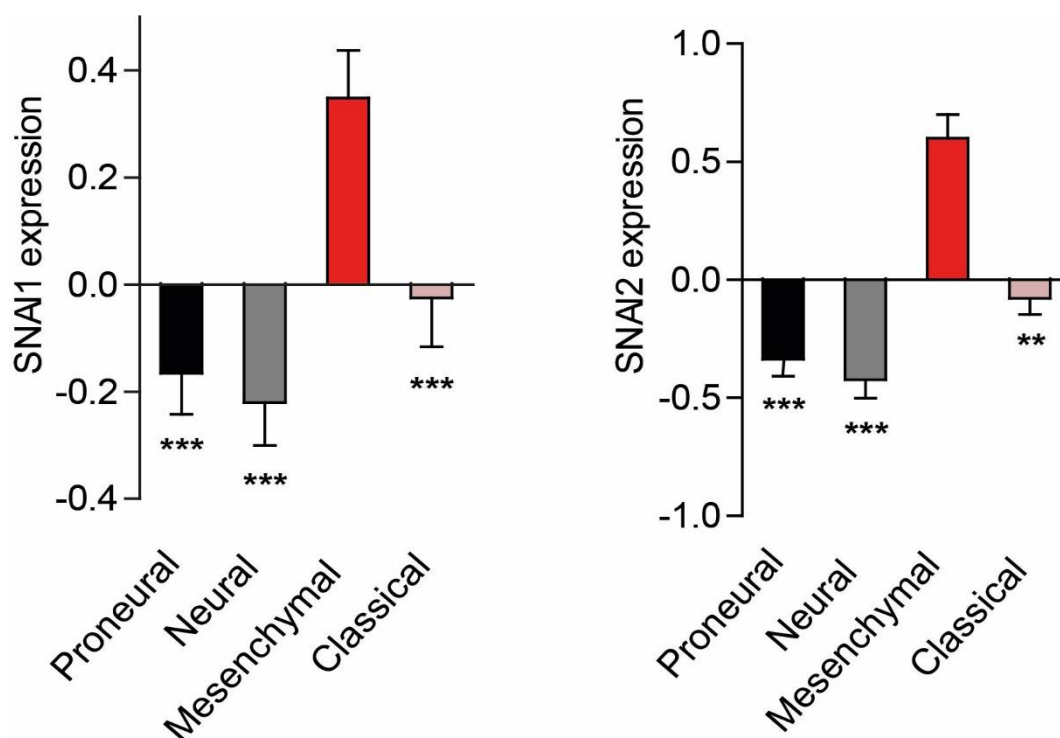 SNAI1 expression
0.4
0.2
0.0
-0.2
-0.4
***
***
***
Proneural
Neural
Mesenchymal
Classical
SNAI2 expression
1.0
0.5
0.0
-0.5
-1.0
***
***
**
Proneural
Neural
Mesenchymal
Classical